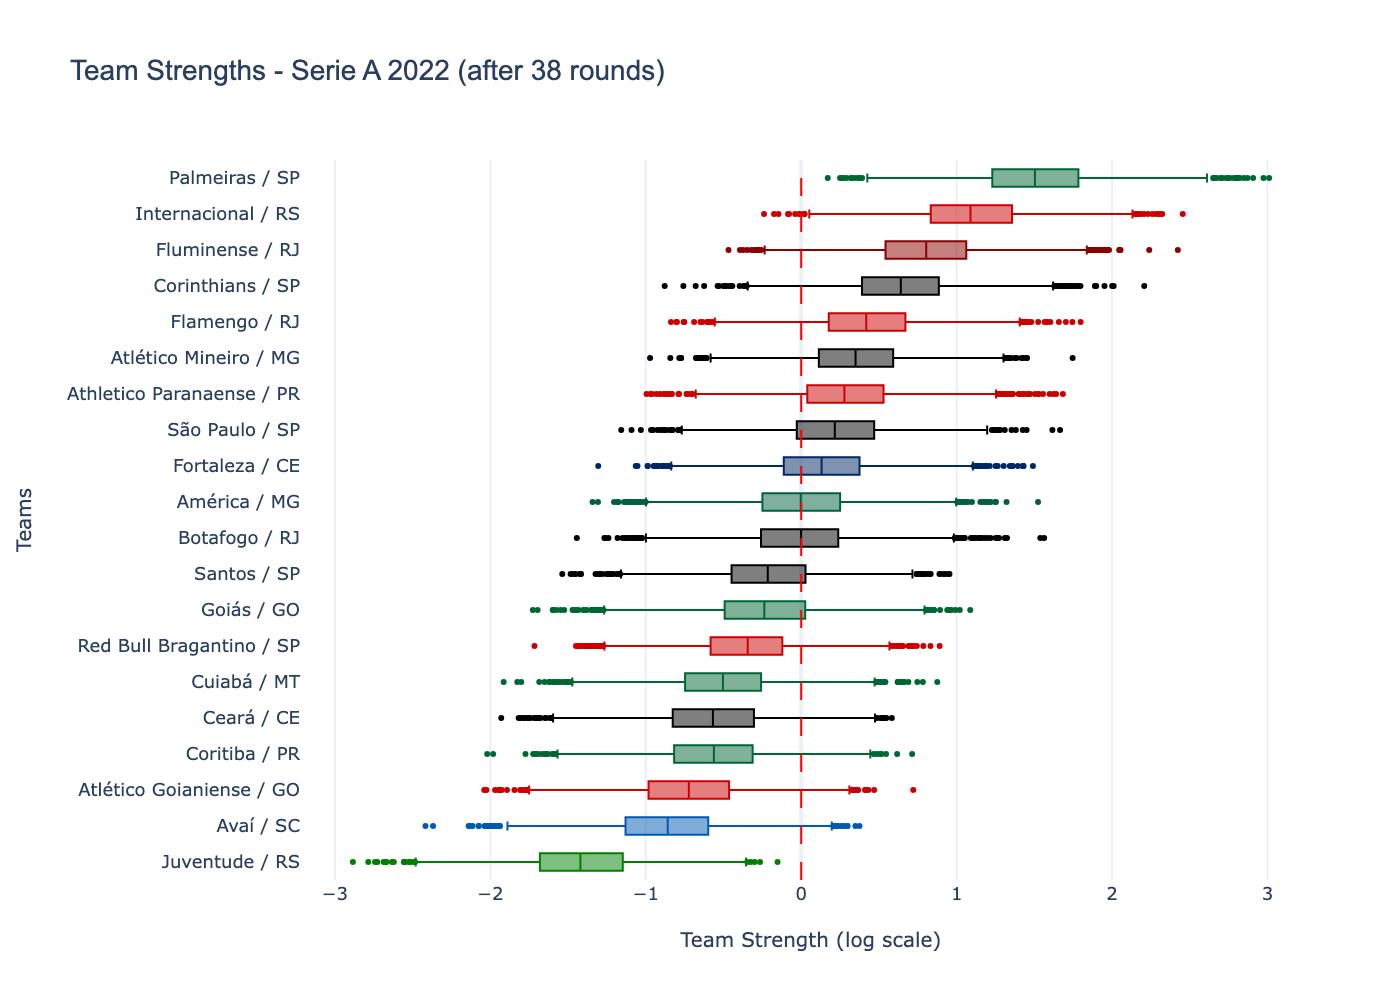 Team Strengths - Serie A 2022 (after 38 rounds)
Teams
Palmeiras / SP
Internacional / RS
Fluminense / RJ
Corinthians / SP
Flamengo / RJ
Atlético Mineiro / MG
Athletico Paranaense / PR
São Paulo / SP
Fortaleza / CE
América / MG
Botafogo / RJ
Santos / SP
Goiás / GO
Red Bull Bragantino / SP
Cuiabá / MT
Ceará / CE
Coritiba / PR
Atlético Goianiense / GO
Avaí / SC
Juventude / RS
−3 −2 −1 0 1 2 3
Team Strength (log scale)